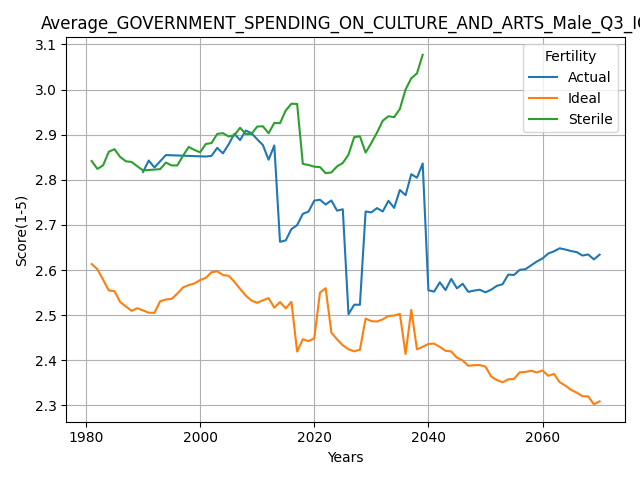 Average_GOVERNMENT_SPENDING_ON_CULTURE_AND_ARTS_Male_Q3_I
Fertility
Actual
Ideal
Sterile
3.1
3.0
2.9
2.8
2.7
2.6
2.5
2.4
2.3
Score(1-5)
1980 2000 2020 2040 2060
Years